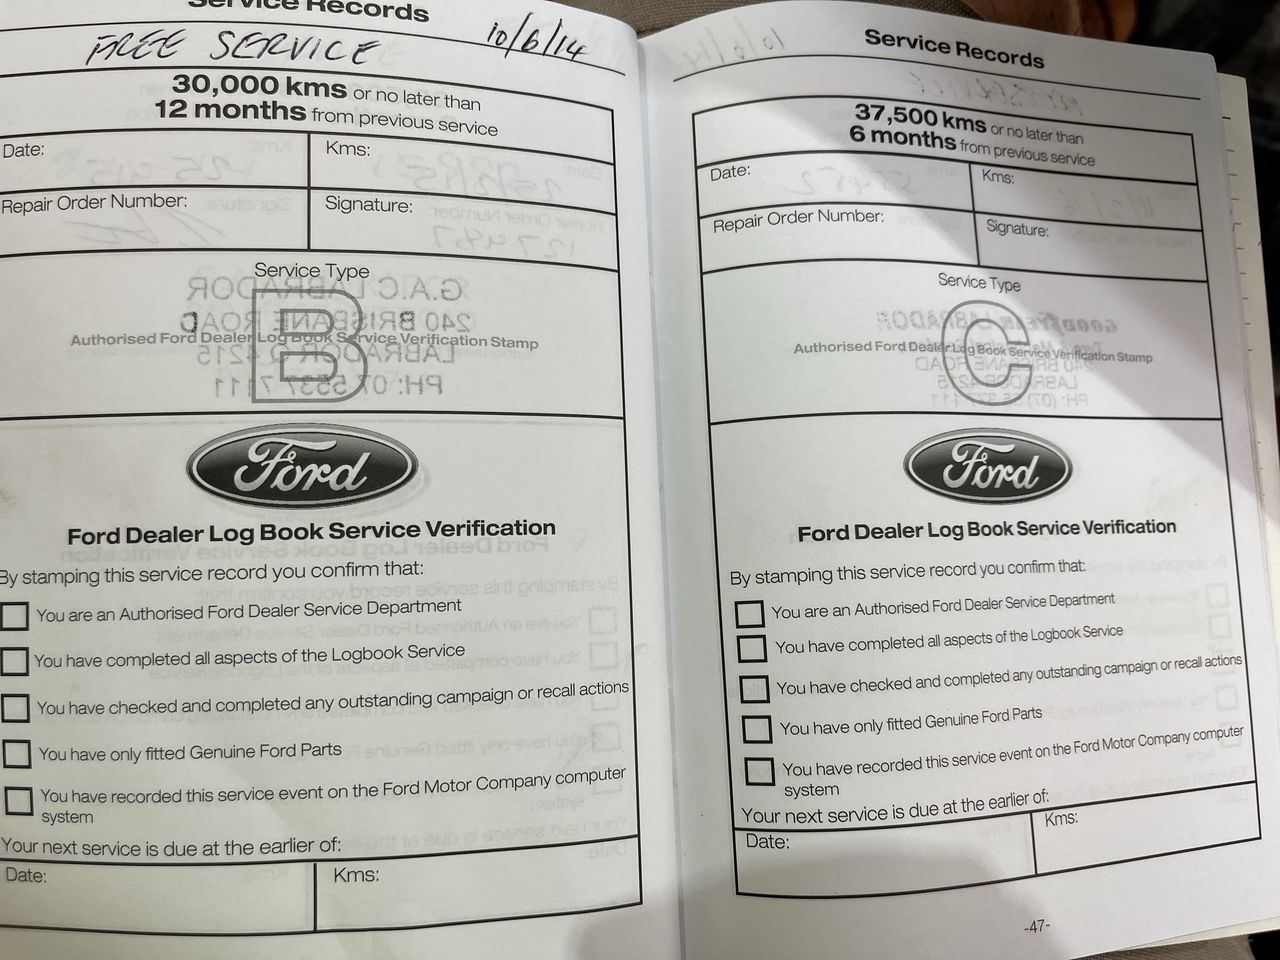 Service Records
FREE SERVICE 10/6/14
30,000 kms or no later than
12 months from previous service
Date:
Kms:
Repair Order Number:
Signature:
Service Type
B
Authorised Ford Dealer Log Book Service Verification Stamp
Ford
Ford Dealer Log Book Service Verification
By stamping this service record you confirm that:
You are an Authorised Ford Dealer Service Department
You have completed all aspects of the Logbook Service
You have checked and completed any outstanding campaign or recall actions
You have only fitted Genuine Ford Parts
You have recorded this service event on the Ford Motor Company computer
system
Your next service is due at the earlier of:
Date:
Kms:
Service Records
37,500 kms or no later than
6 months from previous service
Date:
Kms:
Repair Order Number:
Signature:
Service Type
C
Authorised Ford Dealer Log Book Service Verification Stamp
Ford
Ford Dealer Log Book Service Verification
By stamping this service record you confirm that:
You are an Authorised Ford Dealer Service Department
You have completed all aspects of the Logbook Service
You have checked and completed any outstanding campaign or recall actions
You have only fitted Genuine Ford Parts
You have recorded this service event on the Ford Motor Company computer
system
Your next service is due at the earlier of:
Date:
Kms:
-47-